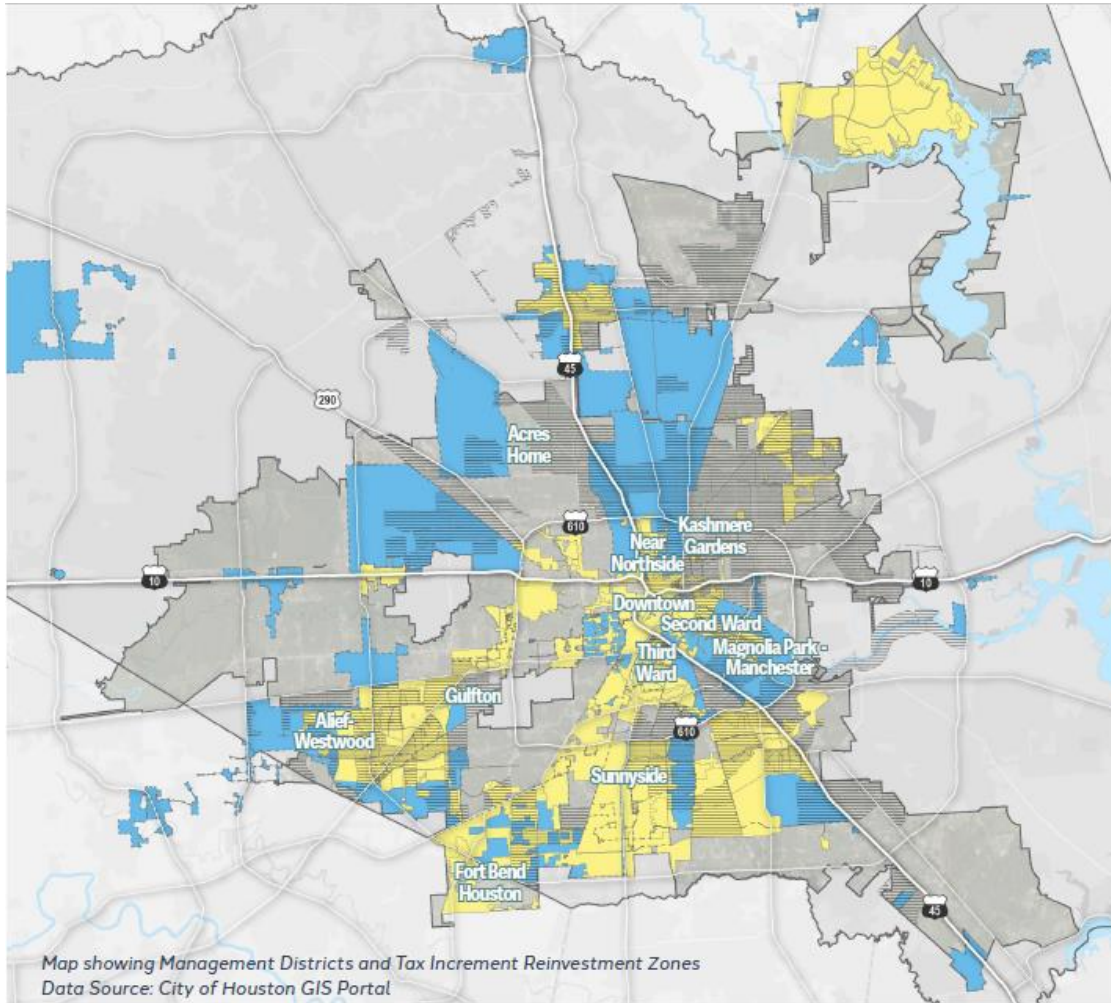 45
290
Acres
Home
610
Kashmere
Gardens
Near
Northside
10
10
Downtown
Second Ward
Magnolia Park -
Manchester
Third
Ward
Gulfton
Alief-
Westwood
610
Sunnyside
Fort Bend
Houston
45
Map showing Management Districts and Tax Increment Reinvestment Zones
Data Source: City of Houston GIS Portal